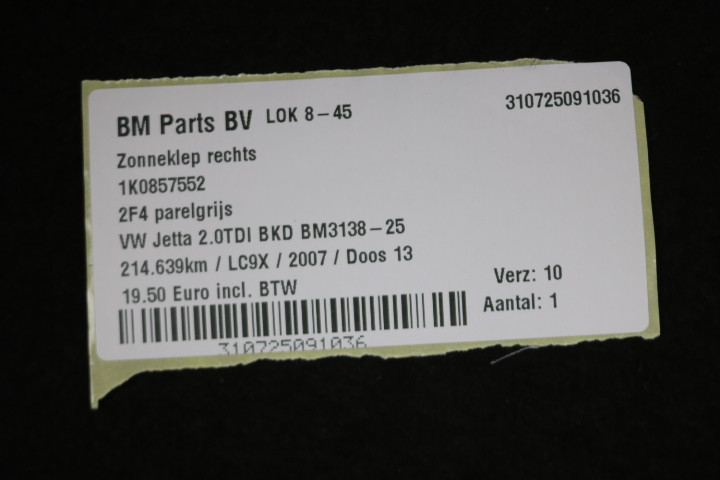 BM Parts BV LOK 8-45 310725091036
Zonneklep rechts
1K0857552
2F4 parelgrijs
VW Jetta 2.0TDI BKD BM3138-25
214.639km / LC9X / 2007 / Doos 13
19.50 Euro incl. BTW
Verz: 10
Aantal: 1
310725091036